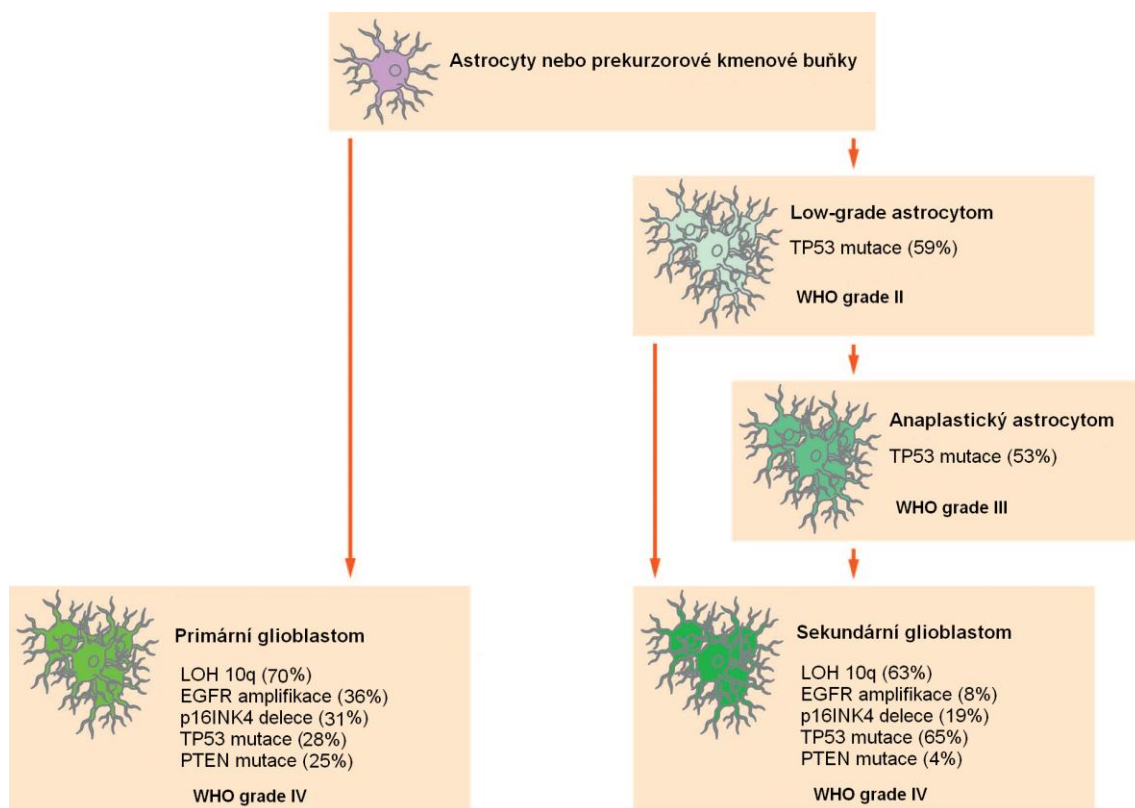 Astrocyty nebo prekurzorové kmenové buňky
Low-grade astrocytom
TP53 mutace (59%)
WHO grade II
Anaplastický astrocytom
TP53 mutace (53%)
WHO grade III
Primární glioblastom
LOH 10q (70%)
EGFR amplifikace (36%)
p16INK4 delece (31%)
TP53 mutace (28%)
PTEN mutace (25%)
WHO grade IV
Sekundární glioblastom
LOH 10q (63%)
EGFR amplifikace (8%)
p16INK4 delece (19%)
TP53 mutace (65%)
PTEN mutace (4%)
WHO grade IV